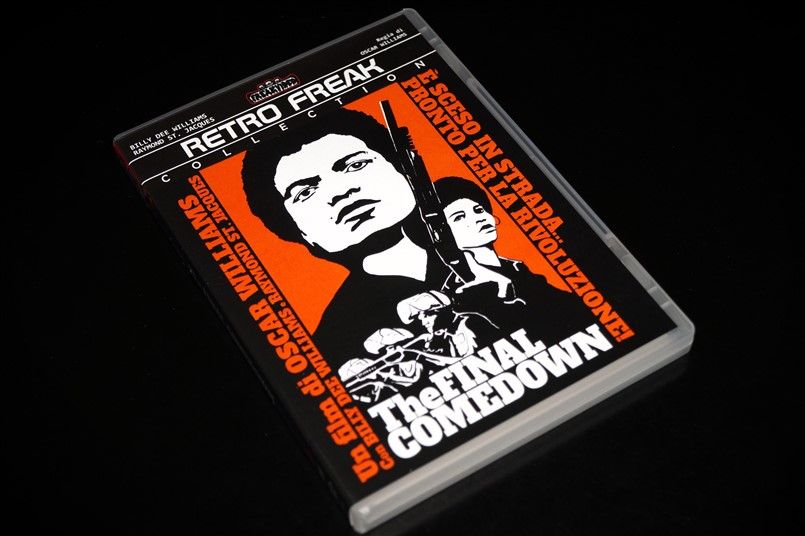 BILLY DEE WILLIAMS
RAYMOND ST. JACQUES
Regia di
OSCAR WILLIAMS
FREAKVIDEO
RETRO FREAK
COLLECTION
È SCESO IN STRADA...
PRONTO PER LA RIVOLUZIONE!
Un film di OSCAR WILLIAMS
Con BILLY DEE WILLIAMS, RAYMOND ST. JACQUES
The FINAL
COMEDOWN